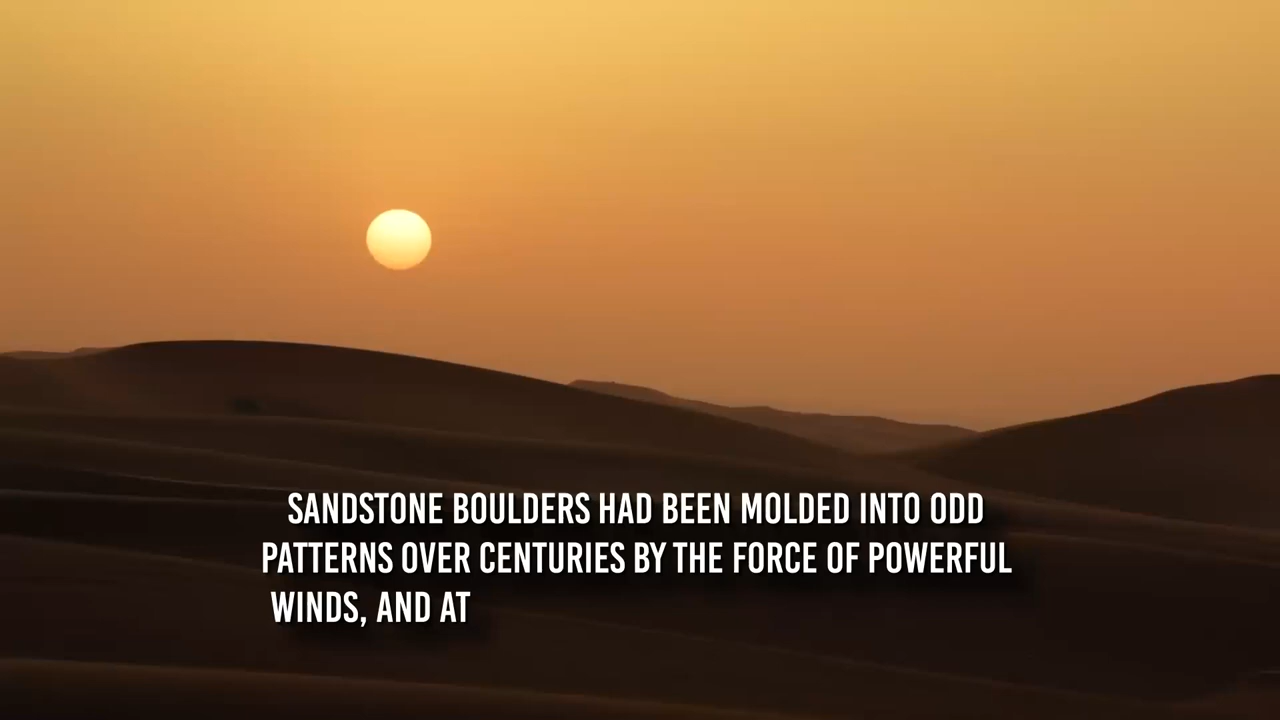 SANDSTONE BOULDERS HAD BEEN MOLDED INTO ODD
PATTERNS OVER CENTURIES BY THE FORCE OF POWERFUL
WINDS, AND AT